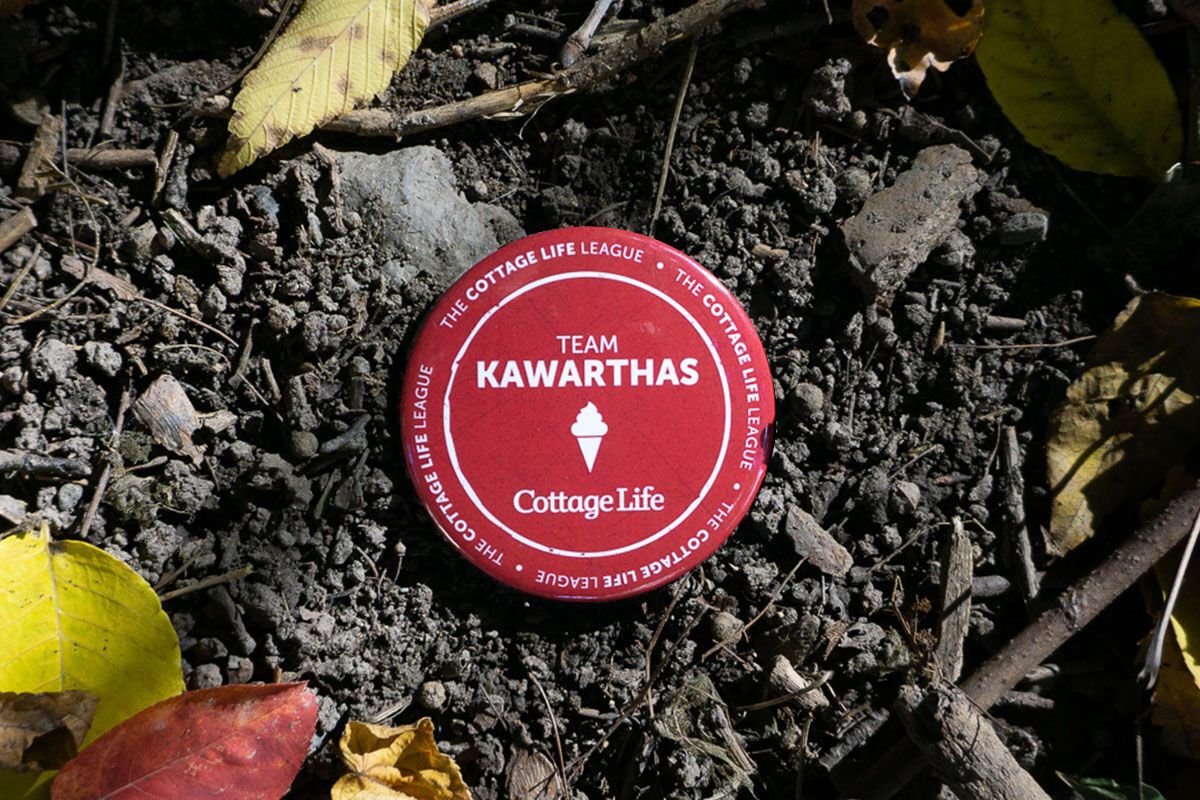 THE COTTAGE LIFE LEAGUE • THE COTTAGE LIFE LEAGUE • THE COTTAGE LIFE LEAGUE • THE COTTAGE LIFE LEAGUE
TEAM
KAWARTHAS
Cottage Life